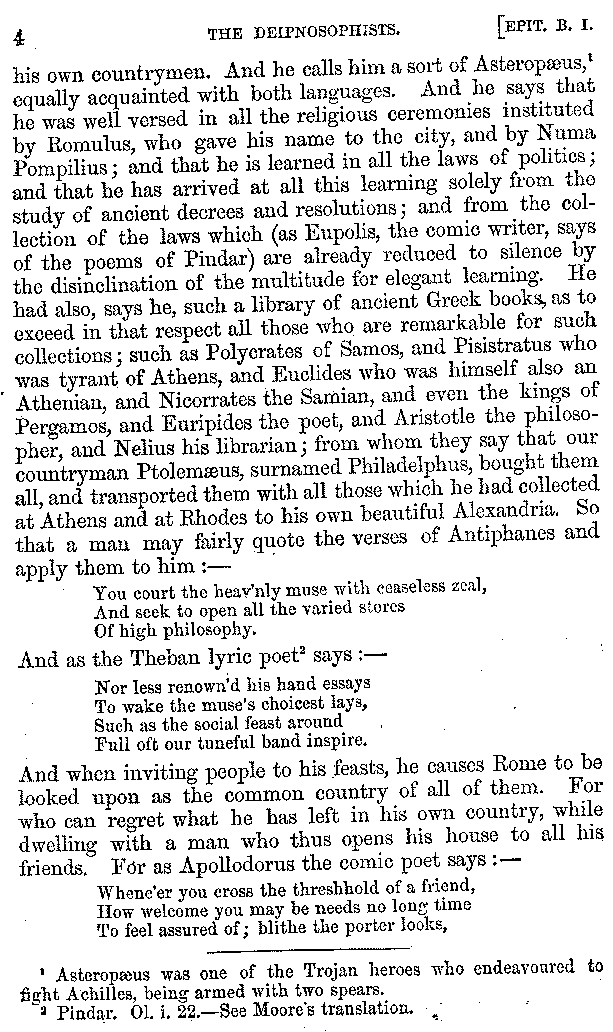 4 THE DEIPNOSOPHISTS. [EPIT. B. I.
his own countrymen. And he calls him a sort of Asteropæus,¹
equally acquainted with both languages. And he says that
he was well versed in all the religious ceremonies instituted
by Romulus, who gave his name to the city, and by Numa
Pompilius; and that he is learned in all the laws of politics;
and that he has arrived at all this learning solely from the
study of ancient decrees and resolutions; and from the col-
lection of the laws which (as Eupolis, the comic writer, says
of the poems of Pindar) are already reduced to silence by
the disinclination of the multitude for elegant learning. He
had also, says he, such a library of ancient Greek books, as to
exceed in that respect all those who are remarkable for such
collections; such as Polycrates of Samos, and Pisistratus who
was tyrant of Athens, and Euclides who was himself also an
Athenian, and Nicorrates the Samian, and even the kings of
Pergamos, and Euripides the poet, and Aristotle the philoso-
pher, and Nelius his librarian; from whom they say that our
countryman Ptolemæus, surnamed Philadelphus, bought them
all, and transported them with all those which he had collected
at Athens and at Rhodes to his own beautiful Alexandria. So
that a man may fairly quote the verses of Antiphanes and
apply them to him :—
You court the heav'nly muse with ceaseless zeal,
And seek to open all the varied stores
Of high philosophy.
And as the Theban lyric poet² says :—
Nor less renown'd his hand essays
To wake the muse's choicest lays,
Such as the social feast around
Full oft our tuneful band inspire.
And when inviting people to his feasts, he causes Rome to be
looked upon as the common country of all of them. For
who can regret what he has left in his own country, while
dwelling with a man who thus opens his house to all his
friends. For as Apollodorus the comic poet says :—
Whene'er you cross the threshhold of a friend,
How welcome you may be needs no long time
To feel assured of; blithe the porter looks,
¹ Asteropæus was one of the Trojan heroes who endeavoured to
fight Achilles, being armed with two spears.
² Pindar. Ol. i. 22.—See Moore's translation.